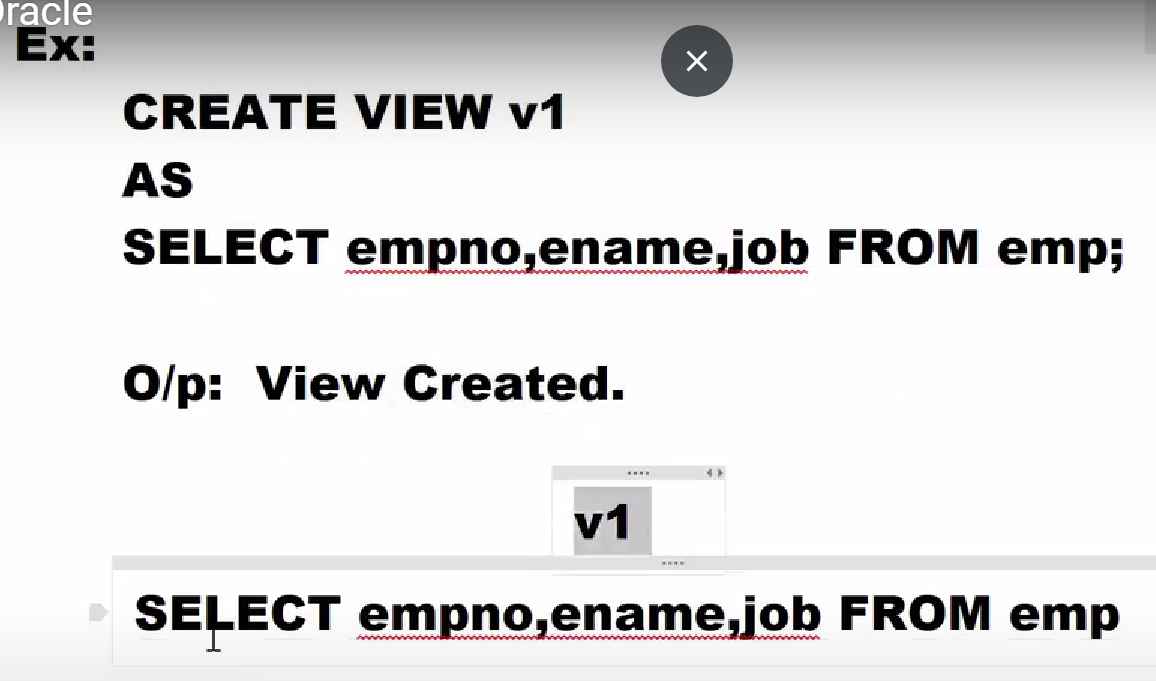 Oracle
Ex:
CREATE VIEW v1
AS
SELECT empno,ename,job FROM emp;
O/p: View Created.
v1
SELECT empno,ename,job FROM emp